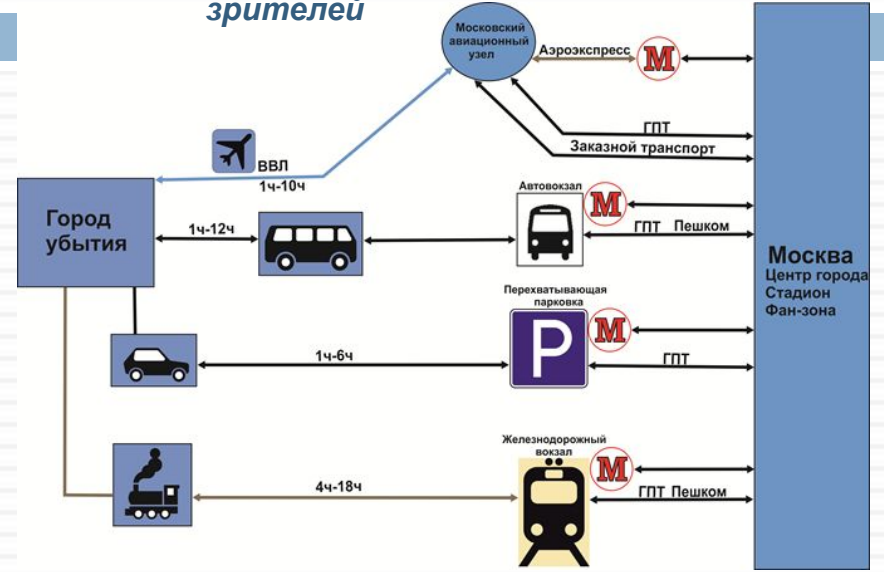 зрителей
Московский
авиационный
узел
Аэроэкспресс
М
ГПТ
Заказной транспорт
ВВЛ
1ч-10ч
Город
убытия
1ч-12ч
Автовокзал
М
ГПТ Пешком
Москва
Центр города
Стадион
Фан-зона
Перехватывающая
парковка
P
М
1ч-6ч
ГПТ
Железнодорожный
вокзал
М
4ч-18ч
ГПТ Пешком